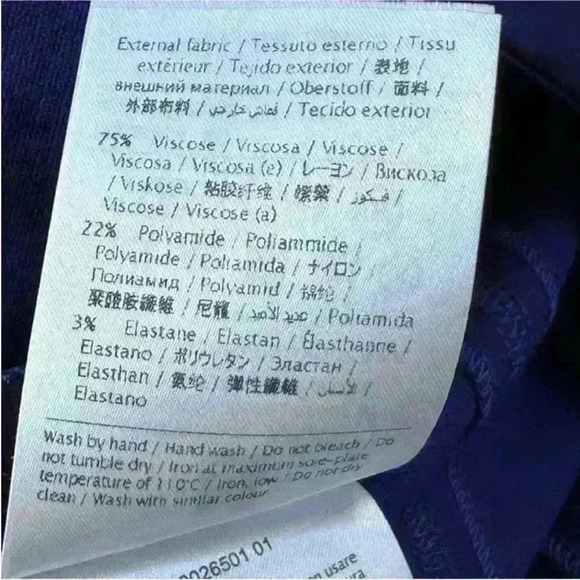 External fabric / Tessuto esterno / Tissu
extérieur / Tejido exterior / 表地 /
внешний материал / Oberstoff / 面料 /
外部布料 / قماش خارجي / Tecido exterior
75% Viscose / Viscosa / Viscose /
Viscosa / Viscosa (e) / レーヨン / Вискоза
/ Viskose / 粘胶纤维 / 嫘縈 / فسكوز /
Viscose / Viscose (a)
22% Polyamide / Poliammide /
Polyamide / Poliamida / ナイロン /
Полиамид / Polyamid / 锦纶 /
聚醯胺纖維 / 尼龍 / عديد الأميد / Poliamida
3% Elastane / Elastan / Élasthanne /
Elastano / ポリウレタン / Эластан /
Elasthan / 氨纶 / 弹性纖維 / الأستان /
Elastano
Wash by hand / Hand wash / Do not bleach / Do
not tumble dry / Iron at maximum sole-plate
temperature of 110°C / Iron, low / Do not dry
clean / Wash with similar colour
0026501 01
on usare